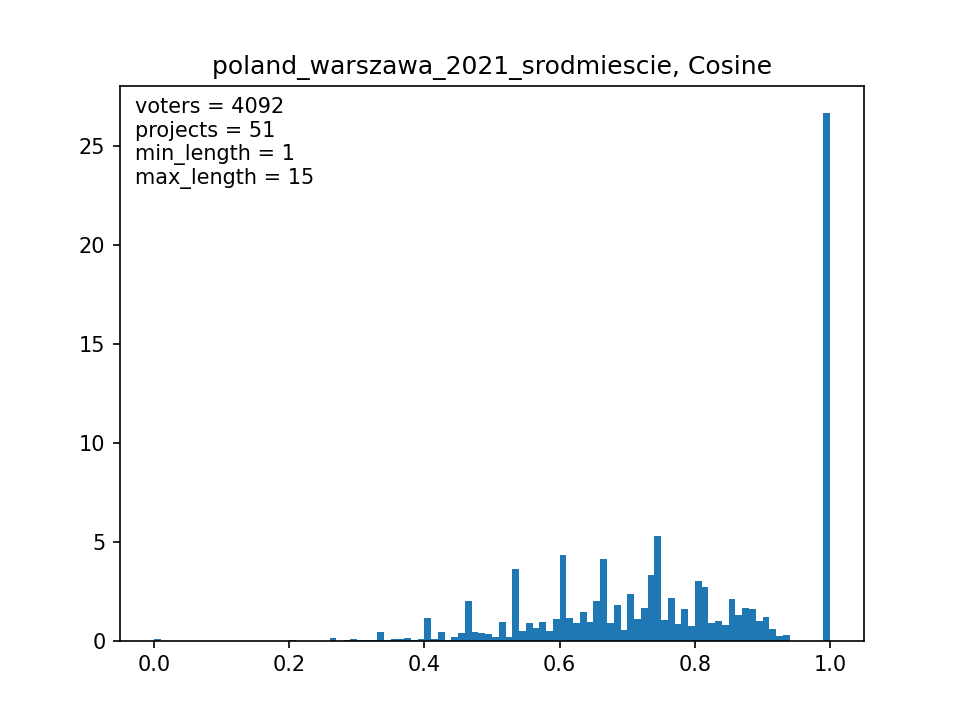 poland_warszawa_2021_srodmiescie, Cosine
voters = 4092
projects = 51
min_length = 1
max_length = 15
25
20
15
10
5
0
0.0 0.2 0.4 0.6 0.8 1.0